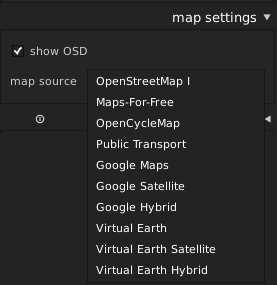 map settings
show OSD
map source
OpenStreetMap I
Maps-For-Free
OpenCycleMap
Public Transport
Google Maps
Google Satellite
Google Hybrid
Virtual Earth
Virtual Earth Satellite
Virtual Earth Hybrid